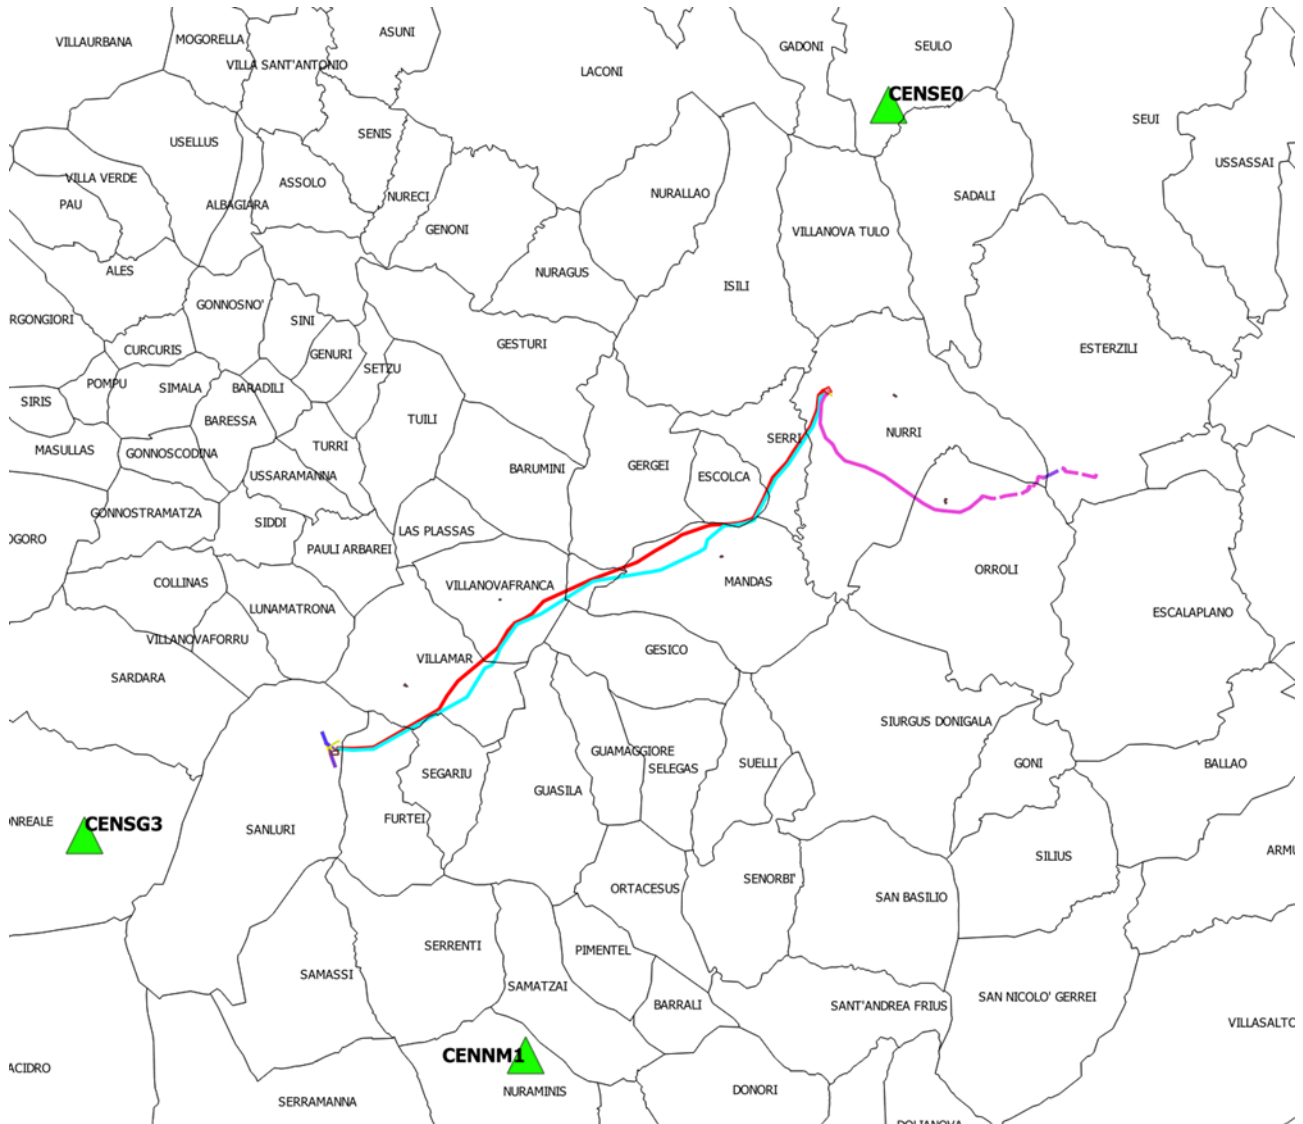 ASUNI
MOGORELLA
VILLAURBANA
GADONI
SEULO
VILLA SANT'ANTONIO
LACONI
CENSE0
SEUI
SENIS
USELLUS
USSASSAI
VILLA VERDE
ASSOLO
NURALLAO
SADALI
NURECI
PAU
ALBAGIARA
GENONI
VILLANOVA TULO
ALES
NURAGUS
ISILI
GONNOSNO'
RGONGIORI
SINI
GESTURI
ESTERZILI
CURCURIS
GENURI
SETZU
POMPU
SIMALA
BARADILI
SIRIS
TUILI
BARESSA
NURRI
SERRI
TURRI
MASULLAS
GONNOSCODINA
GERGEI
BARUMINI
USSARAMANNA
ESCOLCA
GONNOSTRAMATZA
SIDDI
LAS PLASSAS
OGORO
PAULI ARBAREI
ORROLI
COLLINAS
VILLANOVAFRANCA
MANDAS
LUNAMATRONA
ESCALAPLANO
VILLANOVAFORRU
GESICO
VILLAMAR
SARDARA
SIURGUS DONIGALA
GUAMAGGIORE
SUELLI
GONI
BALLAO
SELEGAS
SEGARIU
GUASILA
FURTEI
NREALE
CENSG3
SANLURI
ARMU
SILIUS
SENORBI'
ORTACESUS
SAN BASILIO
SERRENTI
PIMENTEL
SAMASSI
SAMATZAI
SAN NICOLO' GERREI
BARRALI
SANT'ANDREA FRIUS
VILLASALTO
CENNM1
ACIDRO
NURAMINIS
DONORI
SERRAMANNA
DOLIANOVA